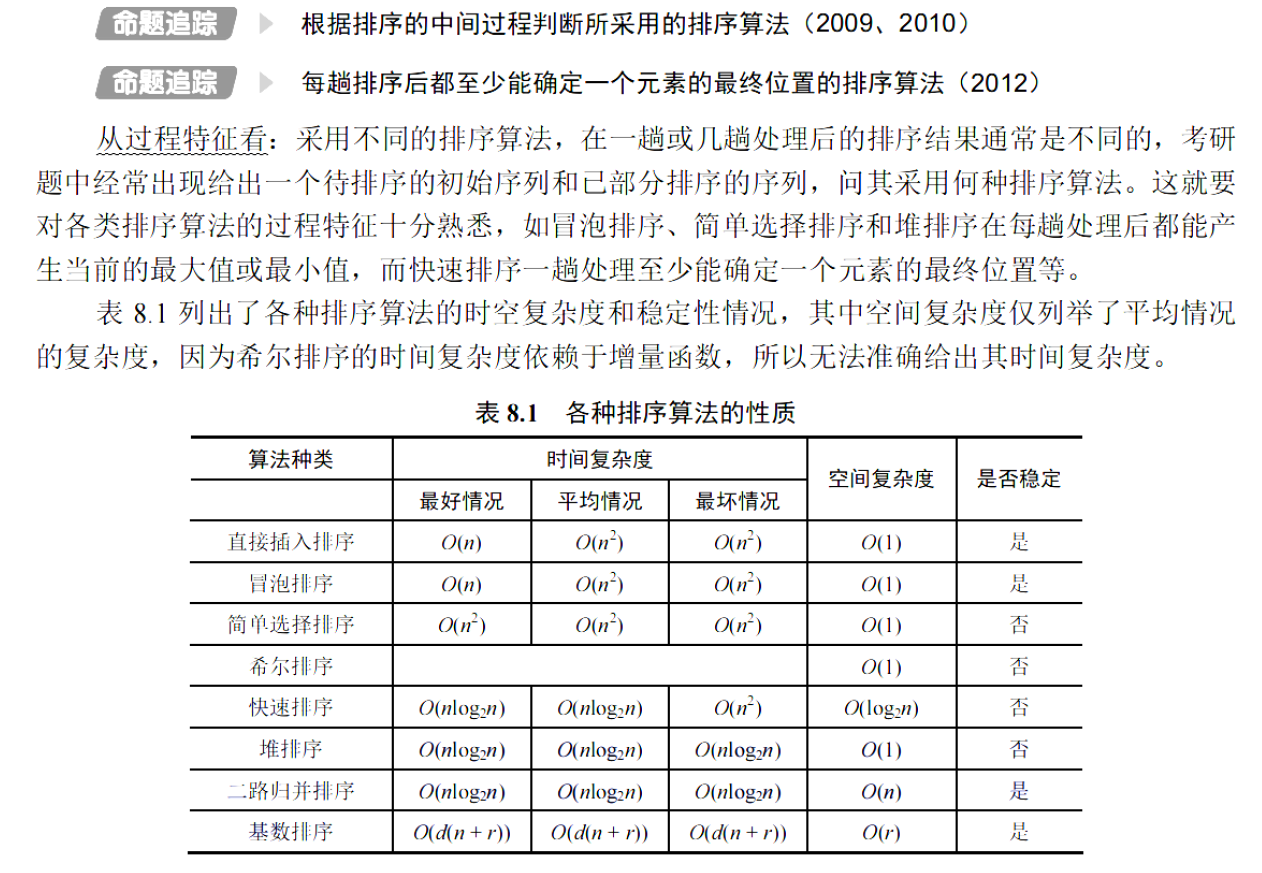 命题追踪 根据排序的中间过程判断所采用的排序算法（2009、2010）
命题追踪 每趟排序后都至少能确定一个元素的最终位置的排序算法（2012）
从过程特征看：采用不同的排序算法，在一趟或几趟处理后的排序结果通常是不同的，考研
题中经常出现给出一个待排序的初始序列和已部分排序的序列，问其采用何种排序算法。这就要
对各类排序算法的过程特征十分熟悉，如冒泡排序、简单选择排序和堆排序在每趟处理后都能产
生当前的最大值或最小值，而快速排序一趟处理至少能确定一个元素的最终位置等。
表 8.1 列出了各种排序算法的时空复杂度和稳定性情况，其中空间复杂度仅列举了平均情况
的复杂度，因为希尔排序的时间复杂度依赖于增量函数，所以无法准确给出其时间复杂度。
表 8.1 各种排序算法的性质
算法种类 时间复杂度 空间复杂度 是否稳定
最好情况 平均情况 最坏情况
直接插入排序 O(n) O(n²) O(n²) O(1) 是
冒泡排序 O(n) O(n²) O(n²) O(1) 是
简单选择排序 O(n²) O(n²) O(n²) O(1) 否
希尔排序 O(1) 否
快速排序 O(nlog₂n) O(nlog₂n) O(n²) O(log₂n) 否
堆排序 O(nlog₂n) O(nlog₂n) O(nlog₂n) O(1) 否
二路归并排序 O(nlog₂n) O(nlog₂n) O(nlog₂n) O(n) 是
基数排序 O(d(n + r)) O(d(n + r)) O(d(n + r)) O(r) 是